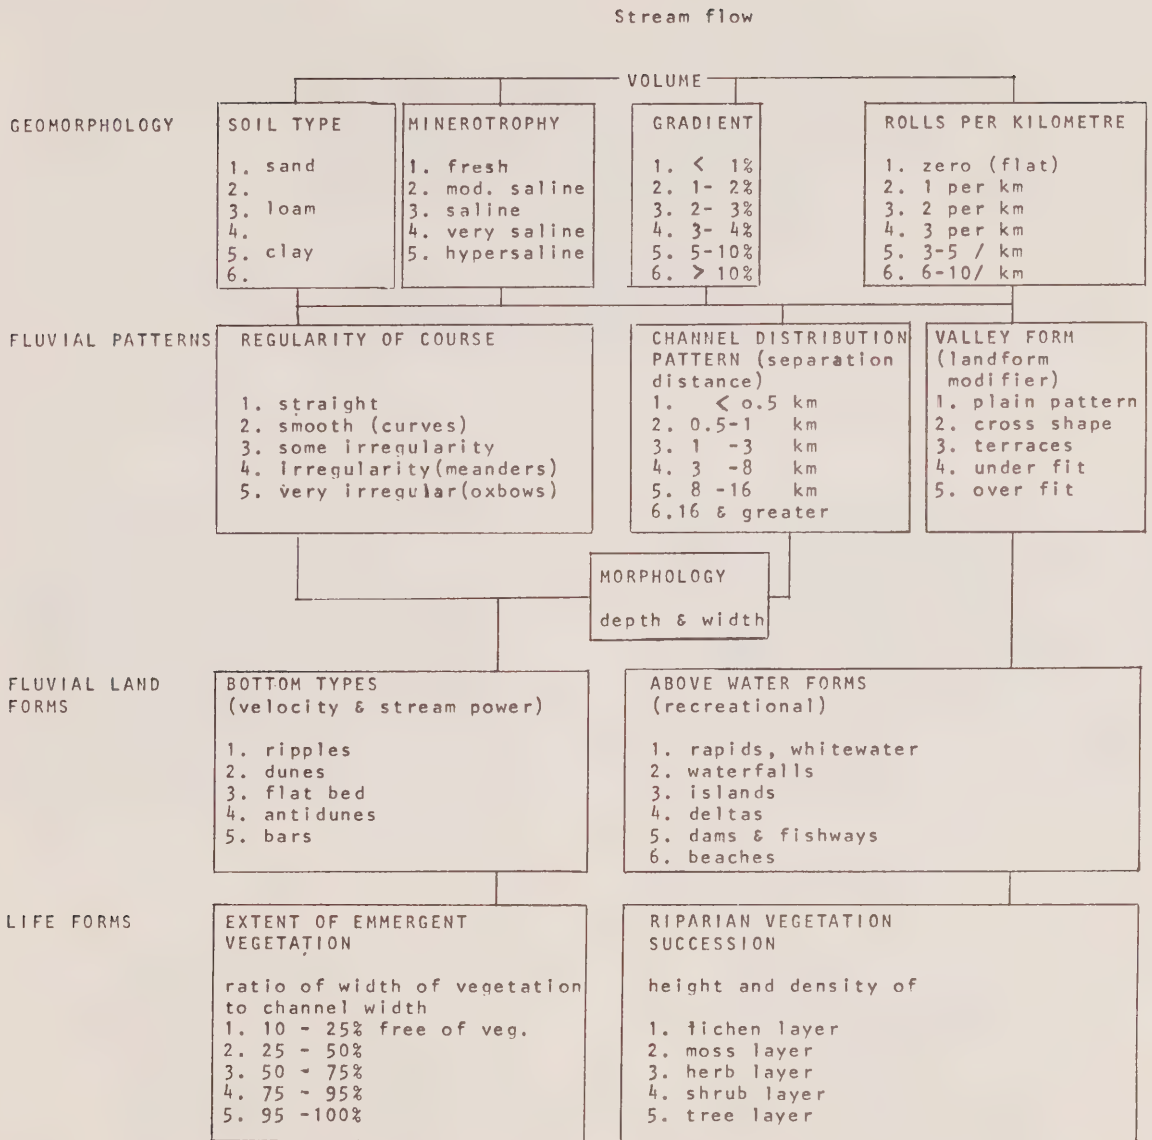 Stream flow
VOLUME
GEOMORPHOLOGY
SOIL TYPE
1. sand
2.
3. loam
4.
5. clay
6.
MINEROTROPHY
1. fresh
2. mod. saline
3. saline
4. very saline
5. hypersaline
GRADIENT
1. < 1%
2. 1- 2%
3. 2- 3%
4. 3- 4%
5. 5-10%
6. > 10%
ROLLS PER KILOMETRE
1. zero (flat)
2. 1 per km
3. 2 per km
4. 3 per km
5. 3-5 / km
6. 6-10/ km
FLUVIAL PATTERNS
REGULARITY OF COURSE
1. straight
2. smooth (curves)
3. some irregularity
4. irregularity(meanders)
5. very irregular(oxbows)
CHANNEL DISTRIBUTION
PATTERN (separation
distance)
1. < 0.5 km
2. 0.5-1 km
3. 1 -3 km
4. 3 -8 km
5. 8 -16 km
6.16 & greater
VALLEY FORM
(landform
modifier)
1. plain pattern
2. cross shape
3. terraces
4. under fit
5. over fit
MORPHOLOGY
depth & width
FLUVIAL LAND
FORMS
BOTTOM TYPES
(velocity & stream power)
1. ripples
2. dunes
3. flat bed
4. antidunes
5. bars
ABOVE WATER FORMS
(recreational)
1. rapids, whitewater
2. waterfalls
3. islands
4. deltas
5. dams & fishways
6. beaches
LIFE FORMS
EXTENT OF EMMERGENT
VEGETATION
ratio of width of vegetation
to channel width
1. 10 - 25% free of veg.
2. 25 - 50%
3. 50 - 75%
4. 75 - 95%
5. 95 -100%
RIPARIAN VEGETATION
SUCCESSION
height and density of
1. lichen layer
2. moss layer
3. herb layer
4. shrub layer
5. tree layer